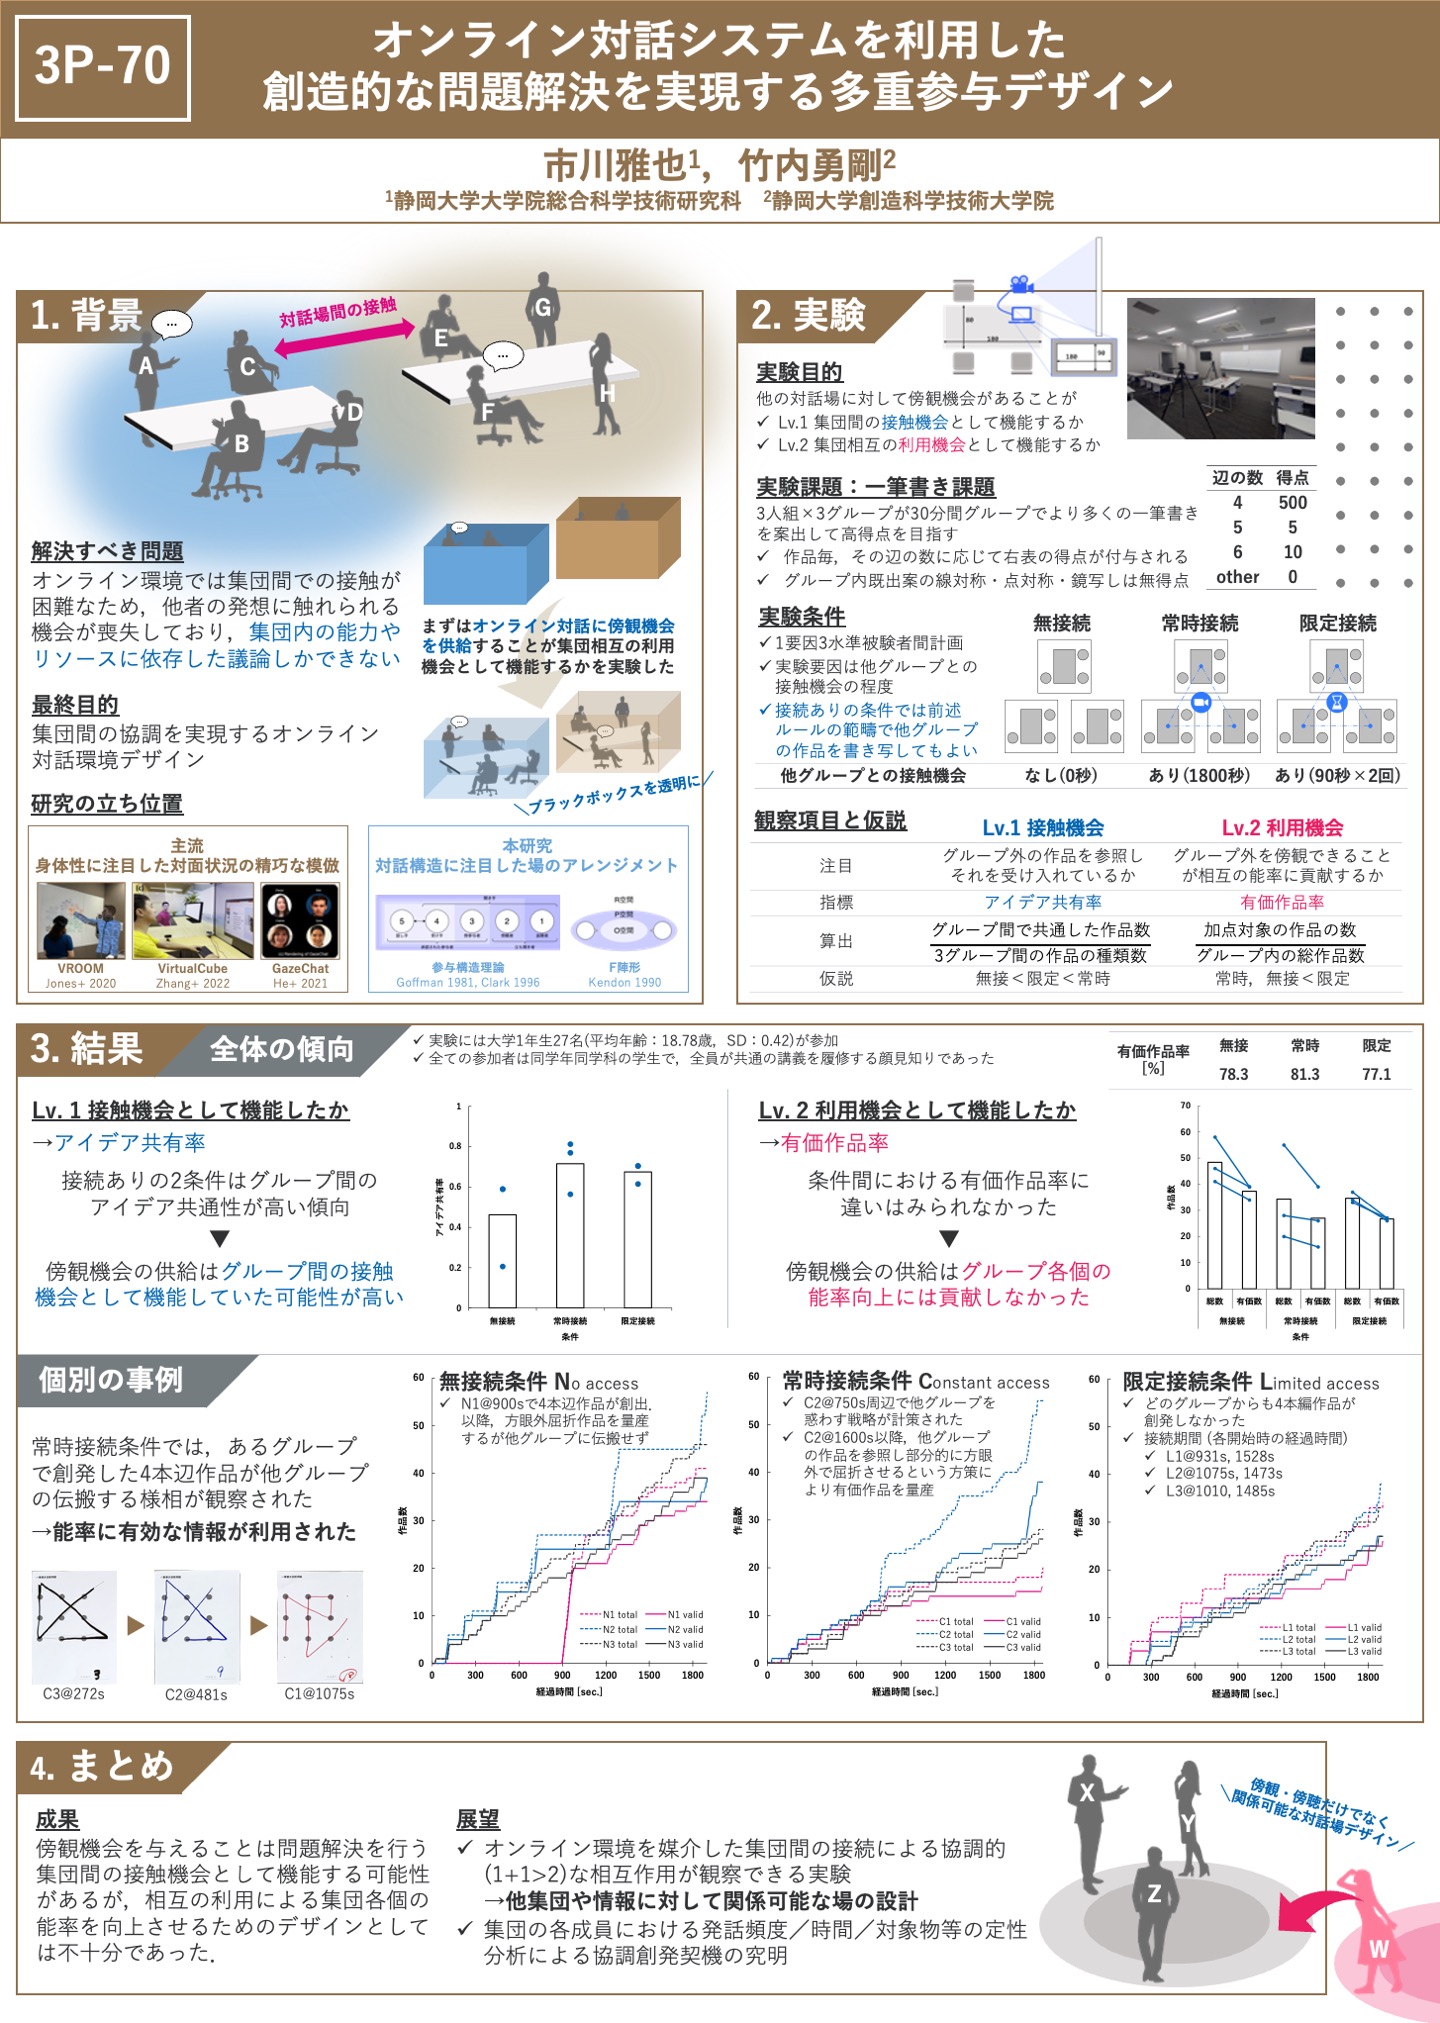 3P-70
オンライン対話システムを利用した
創造的な問題解決を実現する多重参与デザイン
市川雅也1，竹内勇剛2
1静岡大学大学院総合科学技術研究科　2静岡大学創造科学技術大学院
1. 背景
対話場間の接触
...
A
B
C
D
E
F
G
H
解決すべき問題
オンライン環境では集団間での接触が
困難なため，他者の発想に触れられる
機会が喪失しており，集団内の能力や
リソースに依存した議論しかできない
まずはオンライン対話に傍観機会
を供給することが集団相互の利用
機会として機能するかを実験した
最終目的
集団間の協調を実現するオンライン
対話環境デザイン
＼ブラックボックスを透明に／
研究の立ち位置
主流
身体性に注目した対面状況の精巧な模倣
VROOM
Jones+ 2020
VirtualCube
Zhang+ 2022
GazeChat
He+ 2021
本研究
対話構造に注目した場のアレンジメント
5 4 3 2 1
R空間
P空間
O空間
参与構造理論
Goffman 1981, Clark 1996
F陣形
Kendon 1990
2. 実験
80
180
180
90
実験目的
他の対話場に対して傍観機会があることが
✓ Lv.1 集団間の接触機会として機能するか
✓ Lv.2 集団相互の利用機会として機能するか
実験課題：一筆書き課題
3人組×3グループが30分間グループでより多くの一筆書き
を案出して高得点を目指す
✓ 作品毎，その辺の数に応じて右表の得点が付与される
✓ グループ内既出案の線対称・点対称・鏡写しは無得点
辺の数 得点
4 500
5 5
6 10
other 0
実験条件
✓1要因3水準被験者間計画
✓実験要因は他グループとの
接触機会の程度
✓接続ありの条件では前述
ルールの範疇で他グループ
の作品を書き写してもよい
無接続 常時接続 限定接続
他グループとの接触機会 なし(0秒) あり(1800秒) あり(90秒×2回)
観察項目と仮説 Lv.1 接触機会 Lv.2 利用機会
注目
グループ外の作品を参照し
それを受け入れているか
グループ外を傍観できること
が相互の能率に貢献するか
指標 アイデア共有率 有価作品率
算出
グループ間で共通した作品数
3グループ間の作品の種類数
加点対象の作品の数
グループ内の総作品数
仮説 無接＜限定＜常時 常時，無接＜限定
3. 結果
全体の傾向
✓ 実験には大学1年生27名(平均年齢：18.78歳，SD：0.42)が参加
✓ 全ての参加者は同学年同学科の学生で，全員が共通の講義を履修する顔見知りであった
有価作品率
[%]
無接 常時 限定
78.3 81.3 77.1
Lv. 1 接触機会として機能したか
→アイデア共有率
接続ありの2条件はグループ間の
アイデア共通性が高い傾向
▼
傍観機会の供給はグループ間の接触
機会として機能していた可能性が高い
アイデア共有率
1
0.8
0.6
0.4
0.2
0
無接続 常時接続 限定接続
条件
Lv. 2 利用機会として機能したか
→有価作品率
条件間における有価作品率に
違いはみられなかった
▼
傍観機会の供給はグループ各個の
能率向上には貢献しなかった
作品数
70
60
50
40
30
20
10
0
総数 有価数 総数 有価数 総数 有価数
無接続 常時接続 限定接続
条件
個別の事例
常時接続条件では，あるグループ
で創発した4本辺作品が他グループ
の伝搬する様相が観察された
→能率に有効な情報が利用された
3
9
C3@272s
C2@481s
C1@1075s
無接続条件 No access
✓ N1@900sで4本辺作品が創出.
以降，方眼外屈折作品を量産
するが他グループに伝搬せず
作品数
60
50
40
30
20
10
0
N1 total N1 valid
N2 total N2 valid
N3 total N3 valid
0 300 600 900 1200 1500 1800
経過時間 [sec.]
常時接続条件 Constant access
✓ C2@750s周辺で他グループを
惑わす戦略が計策された
✓ C2@1600s以降，他グループ
の作品を参照し部分的に方眼
外で屈折させるという方策に
より有価作品を量産
作品数
60
50
40
30
20
10
0
C1 total C1 valid
C2 total C2 valid
C3 total C3 valid
0 300 600 900 1200 1500 1800
経過時間 [sec.]
限定接続条件 Limited access
✓ どのグループからも4本編作品が
創発しなかった
✓ 接続期間 (各開始時の経過時間)
✓ L1@931s, 1528s
✓ L2@1075s, 1473s
✓ L3@1010, 1485s
作品数
60
50
40
30
20
10
0
L1 total L1 valid
L2 total L2 valid
L3 total L3 valid
0 300 600 900 1200 1500 1800
経過時間 [sec.]
4. まとめ
成果
傍観機会を与えることは問題解決を行う
集団間の接触機会として機能する可能性
があるが，相互の利用による集団各個の
能率を向上させるためのデザインとして
は不十分であった．
展望
✓ オンライン環境を媒介した集団間の接続による協調的
(1+1>2)な相互作用が観察できる実験
→他集団や情報に対して関係可能な場の設計
✓ 集団の各成員における発話頻度／時間／対象物等の定性
分析による協調創発契機の究明
X
Y
Z
W
＼傍観・傍聴だけでなく
関係可能な対話場デザイン／